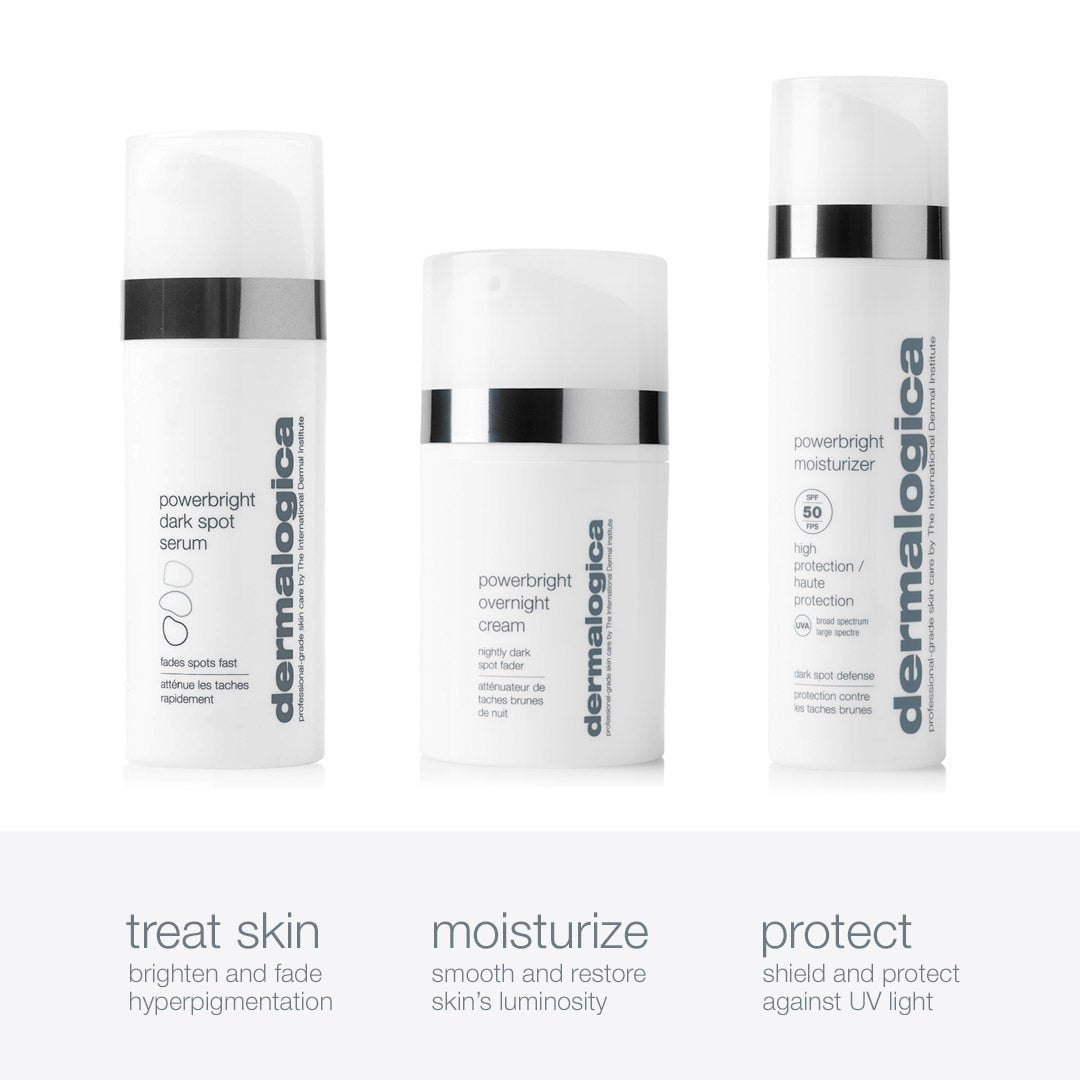 powerbright
dark spot
serum
fades spots fast
atténue les taches
rapidement
dermalogica
professional-grade skin care by The International Dermal Institute
powerbright
overnight
cream
nightly dark
spot fader
atténuateur de
taches brunes
de nuit
dermalogica
professional-grade skin care by The International Dermal Institute
powerbright
moisturizer
SPF
50
FPS
high
protection /
haute
protection
UVA
broad spectrum
large spectre
dark spot defense
protection contre
les taches brunes
dermalogica
professional-grade skin care by The International Dermal Institute
treat skin
brighten and fade
hyperpigmentation
moisturize
smooth and restore
skin's luminosity
protect
shield and protect
against UV light